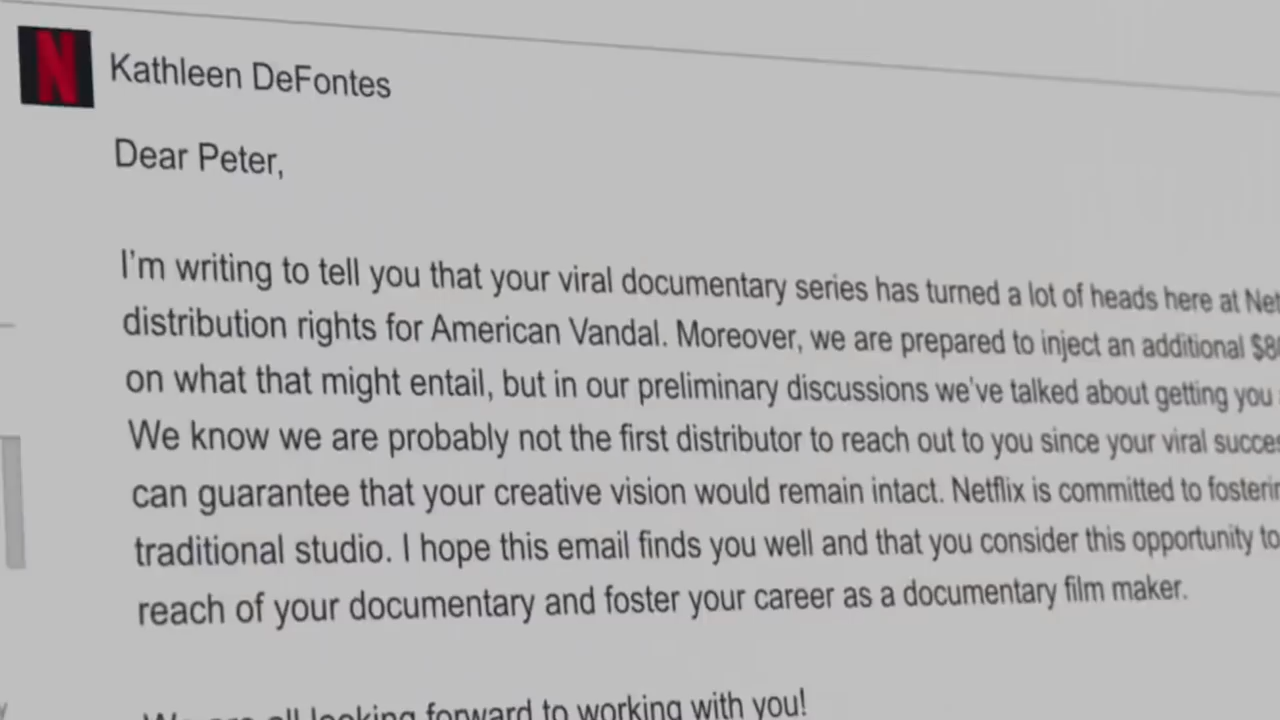 N
Kathleen DeFontes
Dear Peter,
I'm writing to tell you that your viral documentary series has turned a lot of heads here at
distribution rights for American Vandal. Moreover, we are prepared to inject an additional
on what that might entail, but in our preliminary discussions we've talked about getting you
We know we are probably not the first distributor to reach out to you since your viral
can guarantee that your creative vision would remain intact. Netflix is committed to
traditional studio. I hope this email finds you well and that you consider this opportunity to
reach of your documentary and foster your career as a documentary film maker.
We are all looking forward to working with you!